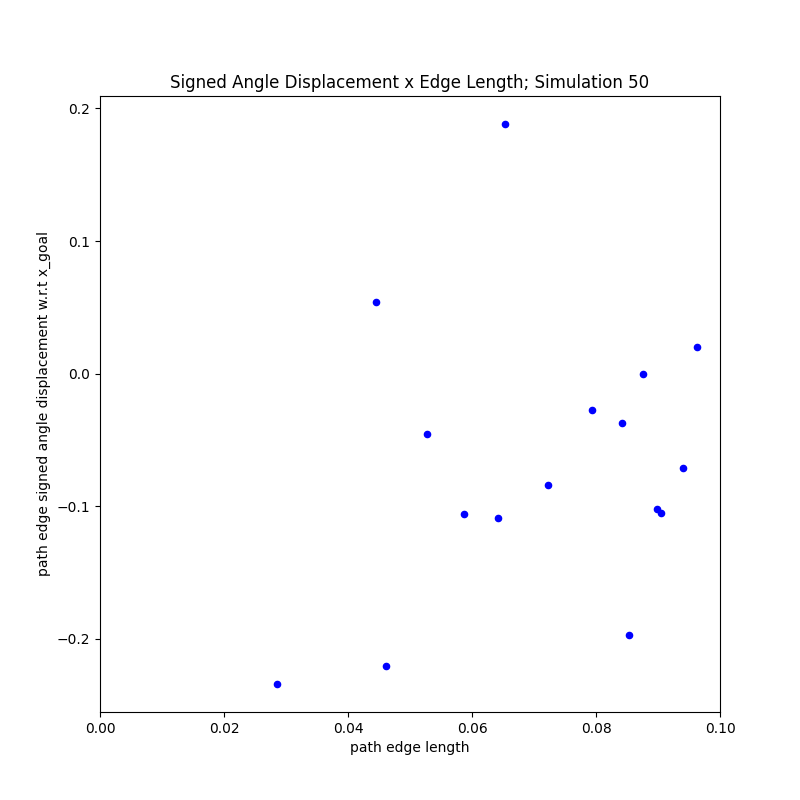 Signed Angle Displacement x Edge Length; Simulation 50
path edge signed angle displacement w.r.t x_goal
0.2
0.1
0.0
−0.1
−0.2
0.00 0.02 0.04 0.06 0.08 0.10
path edge length